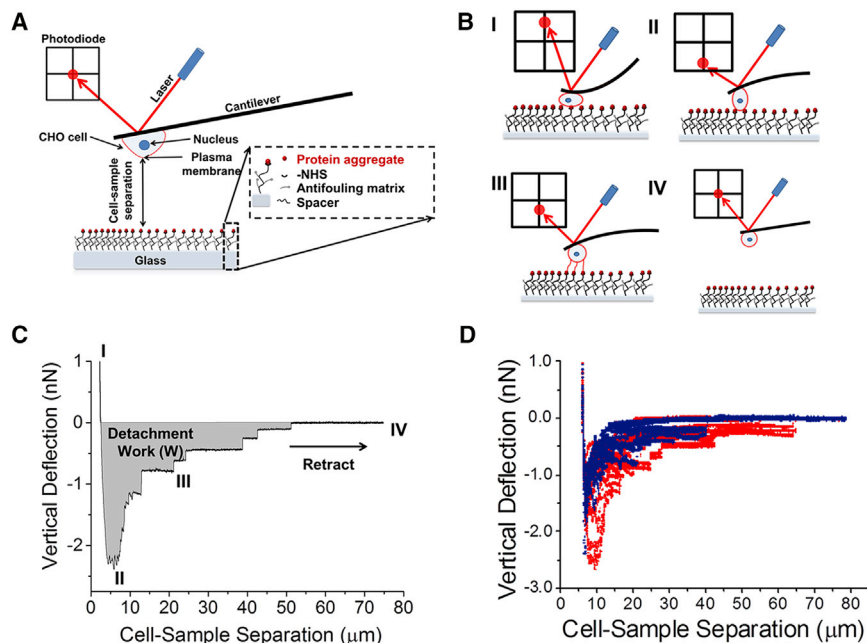 A
Photodiode
Laser
Cantilever
CHO cell
Nucleus
Plasma
membrane
Cell-sample
separation
Protein aggregate
-NHS
Antifouling matrix
Spacer
Glass
B
I
II
III
IV
C
I
1
0
-1
-2
Vertical Deflection (nN)
Detachment
Work (W)
II
III
IV
Retract
0 10 20 30 40 50 60 70 80
Cell-Sample Separation (μm)
D
1.0
0.0
-1.0
-2.0
-3.0
Vertical Deflection (nN)
0 10 20 30 40 50 60 70 80
Cell-Sample Separation (μm)